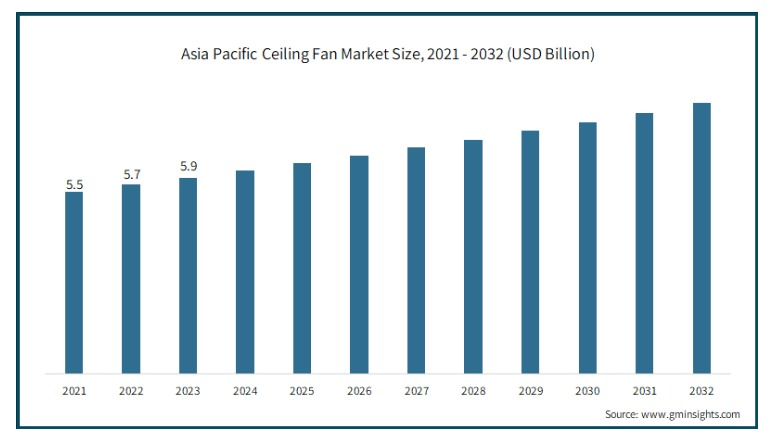 Asia Pacific Ceiling Fan Market Size, 2021 - 2032 (USD Billion)
5.5
5.7
5.9
2021 2022 2023 2024 2025 2026 2027 2028 2029 2030 2031 2032
Source: www.gminsights.com